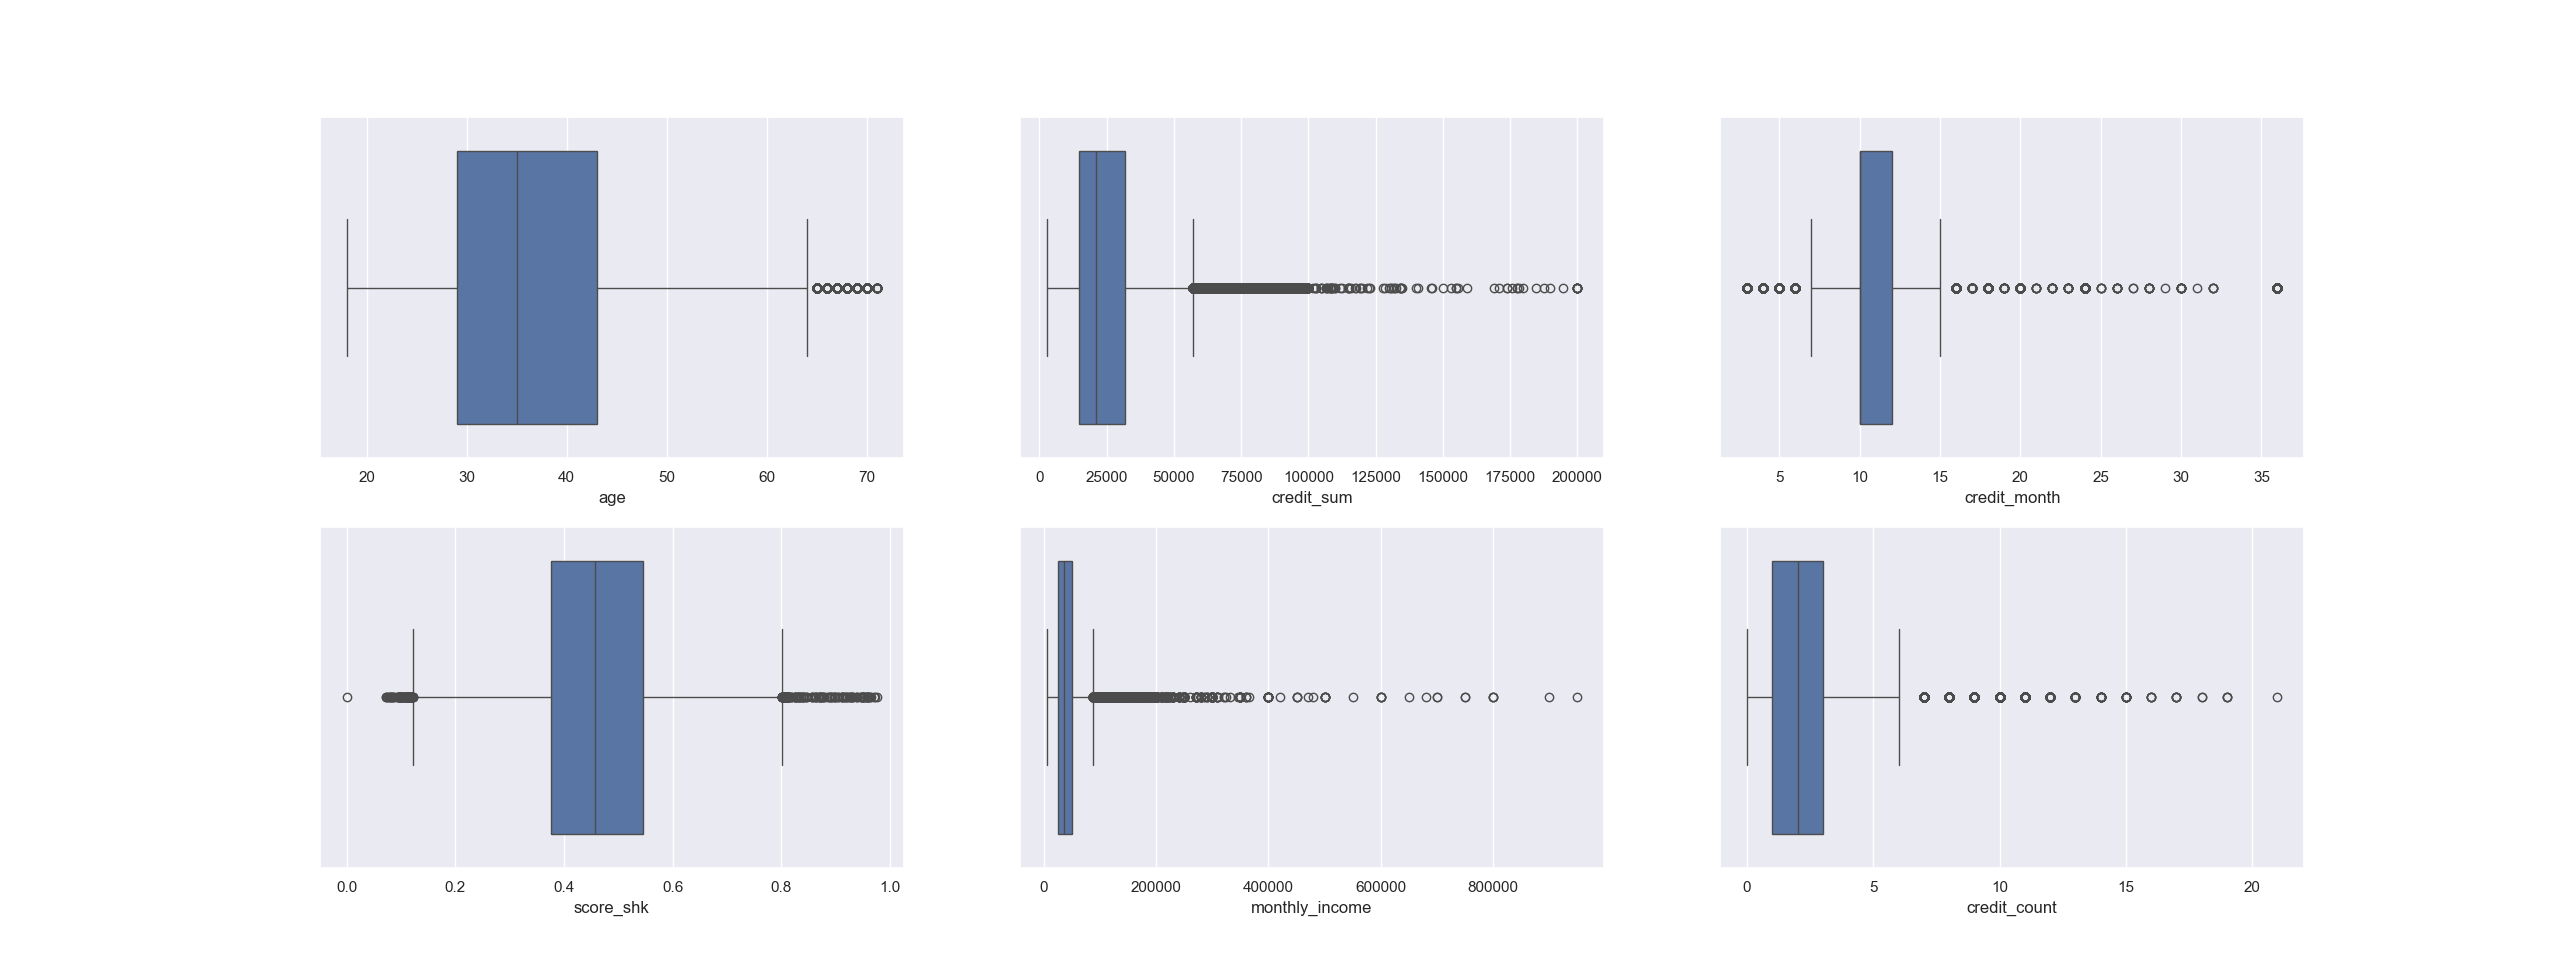 20 30 40 50 60 70
age
0 25000 50000 75000 100000 125000 150000 175000 200000
credit_sum
5 10 15 20 25 30 35
credit_month
0.0 0.2 0.4 0.6 0.8 1.0
score_shk
0 200000 400000 600000 800000
monthly_income
0 5 10 15 20
credit_count